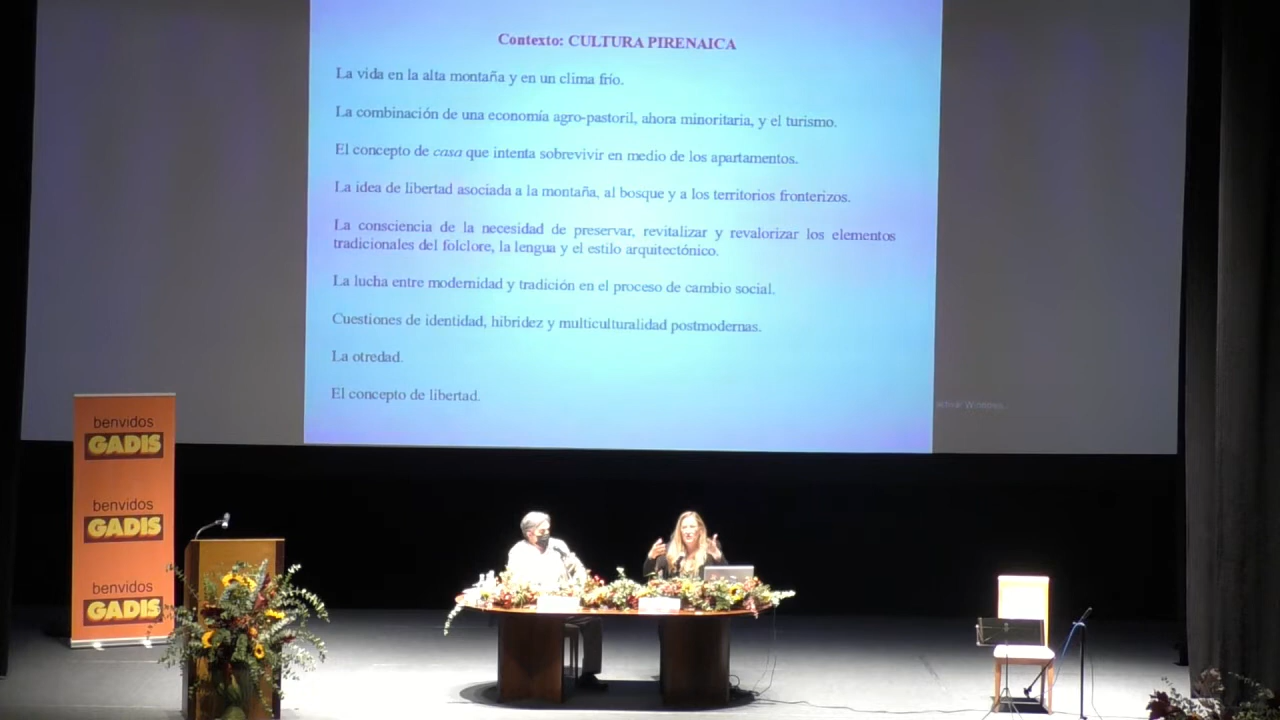 Contexto: CULTURA PIRENAICA
La vida en la alta montaña y en un clima frío.
La combinación de una economía agro-pastoril, ahora minoritaria, y el turismo.
El concepto de casa que intenta sobrevivir en medio de los apartamentos.
La idea de libertad asociada a la montaña, al bosque y a los territorios fronterizos.
La consciencia de la necesidad de preservar, revitalizar y revalorizar los elementos
tradicionales del folclore, la lengua y el estilo arquitectónico.
La lucha entre modernidad y tradición en el proceso de cambio social.
Cuestiones de identidad, hibridez y multiculturalidad postmodernas.
La otredad.
El concepto de libertad.
benvidos
GADIS
benvidos
GADIS
benvidos
GADIS